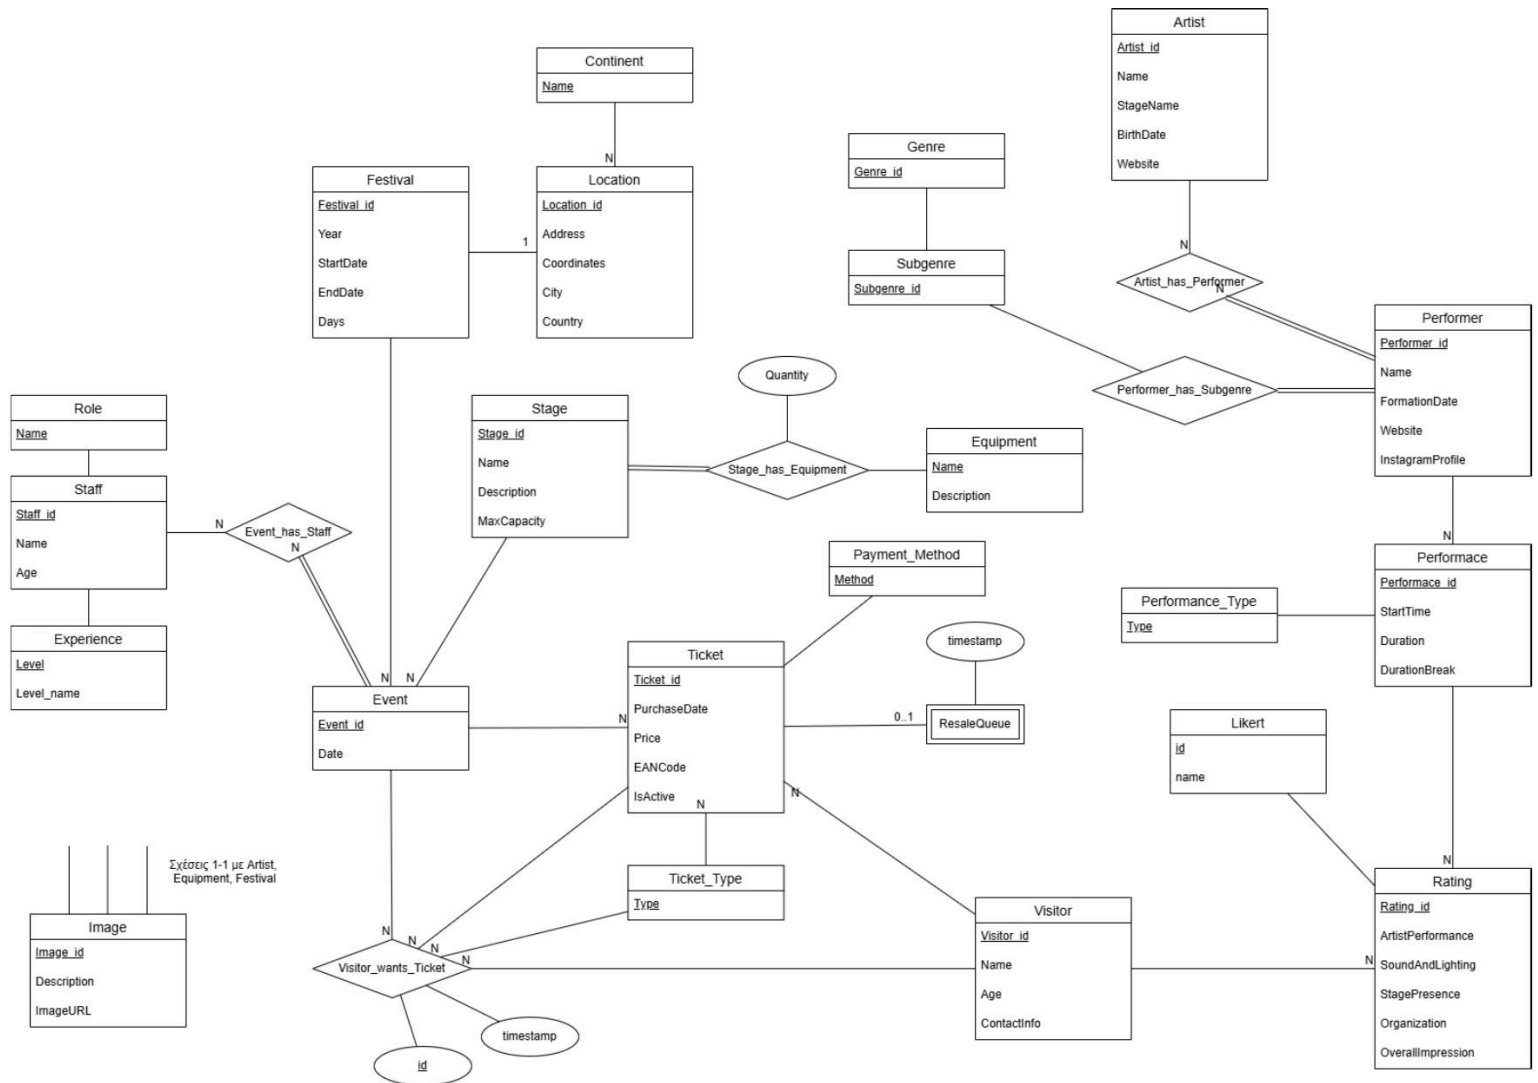 Artist
Artist_id
Name
StageName
BirthDate
Website
Continent
Name
N
Genre
Genre_id
Festival
Festival_id
Year
StartDate
EndDate
Days
1
Location
Location_id
Address
Coordinates
City
Country
Subgenre
Subgenre_id
N
Artist_has_Performer
N
Performer
Performer_id
Name
FormationDate
Website
InstagramProfile
Performer_has_Subgenre
Quantity
Role
Name
Stage
Stage_id
Name
Description
MaxCapacity
Stage_has_Equipment
Equipment
Name
Description
Staff
Staff_id
Name
Age
N
Event_has_Staff
N
Experience
Level
Level_name
N
Performace
Performace_id
StartTime
Duration
DurationBreak
Performance_Type
Type
Payment_Method
Method
timestamp
0..1
ResaleQueue
Ticket
Ticket_id
PurchaseDate
Price
EANCode
IsActive
N
N
N
N
N
Event
Event_id
Date
Likert
id
name
Σχέσεις 1-1 με Artist,
Equipment, Festival
Image
Image_id
Description
ImageURL
Ticket_Type
Type
N
N
N
N
Visitor_wants_Ticket
id
timestamp
Visitor
Visitor_id
Name
Age
ContactInfo
N
N
Rating
Rating_id
ArtistPerformance
SoundAndLighting
StagePresence
Organization
OverallImpression